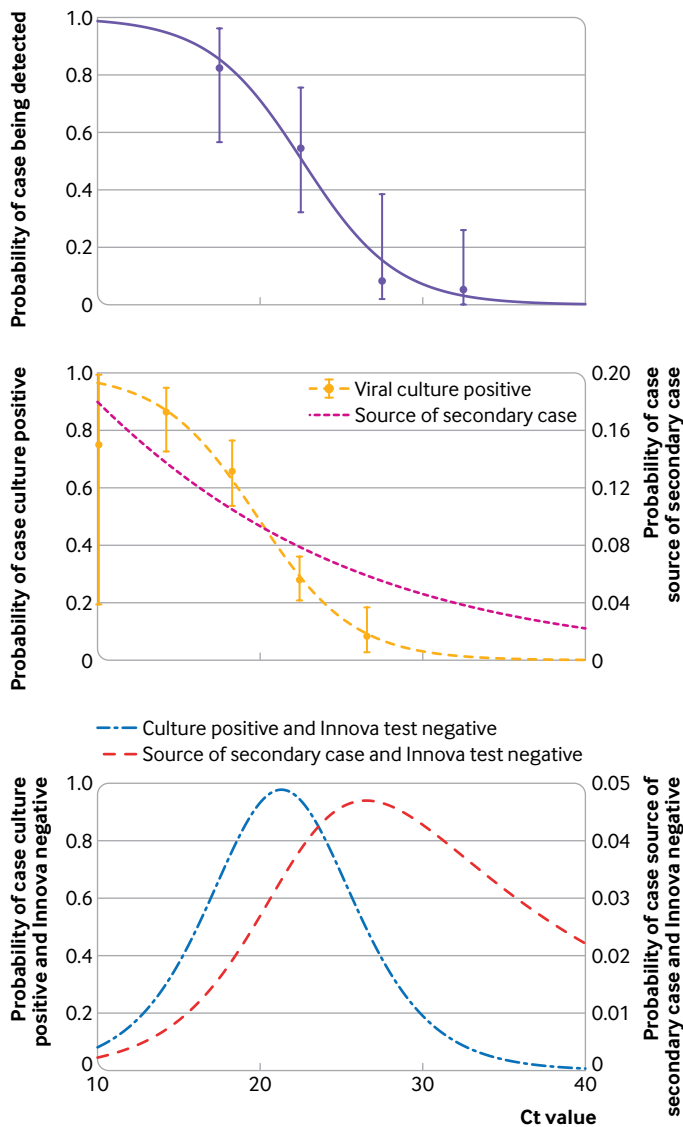 Probability of case being detected
1.0
0.8
0.6
0.4
0.2
0
Probability of case culture positive
1.0
0.8
0.6
0.4
0.2
0
Viral culture positive
Source of secondary case
0.20
0.16
0.12
0.08
0.04
0
Probability of case
source of secondary case
Culture positive and Innova test negative
Source of secondary case and Innova test negative
Probability of case culture
positive and Innova negative
1.0
0.8
0.6
0.4
0.2
0
0.05
0.04
0.03
0.02
0.01
0
Probability of case source of
secondary case and Innova negative
10
20
30
40
Ct value